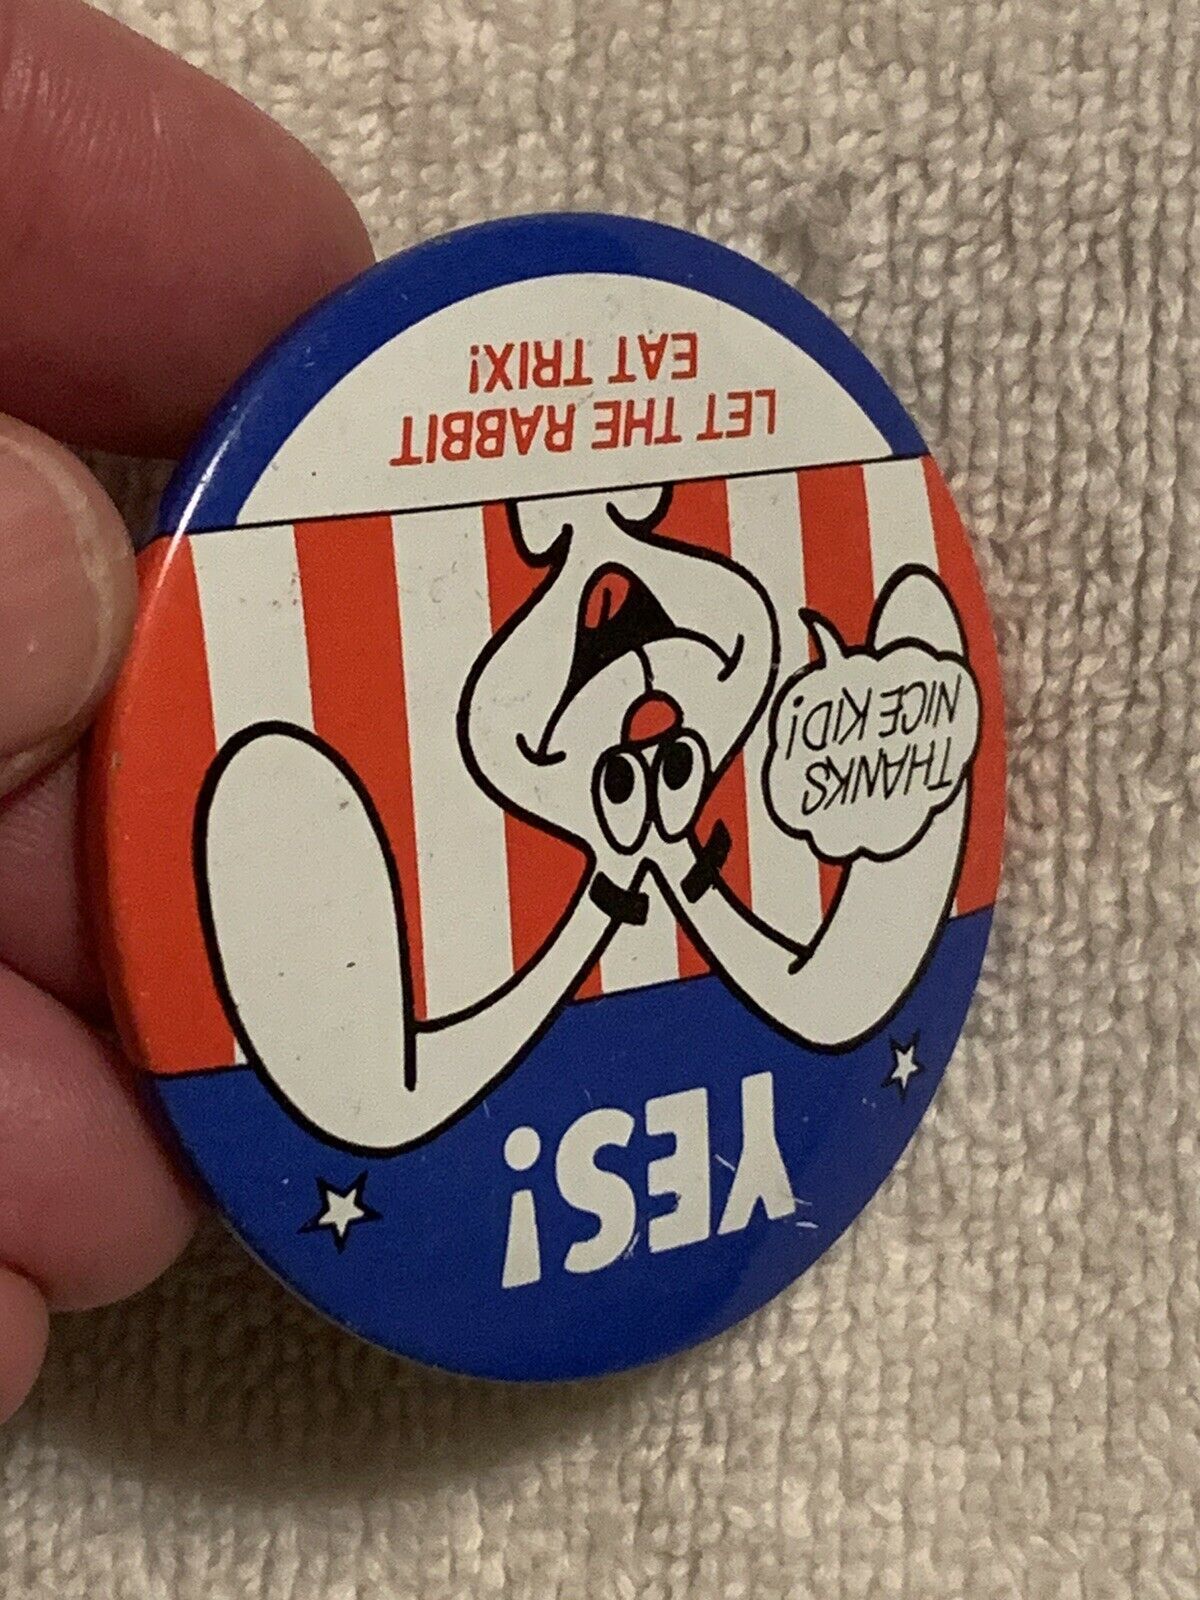 YES!
THANKS
NICE KID!
LET THE RABBIT
EAT TRIX!